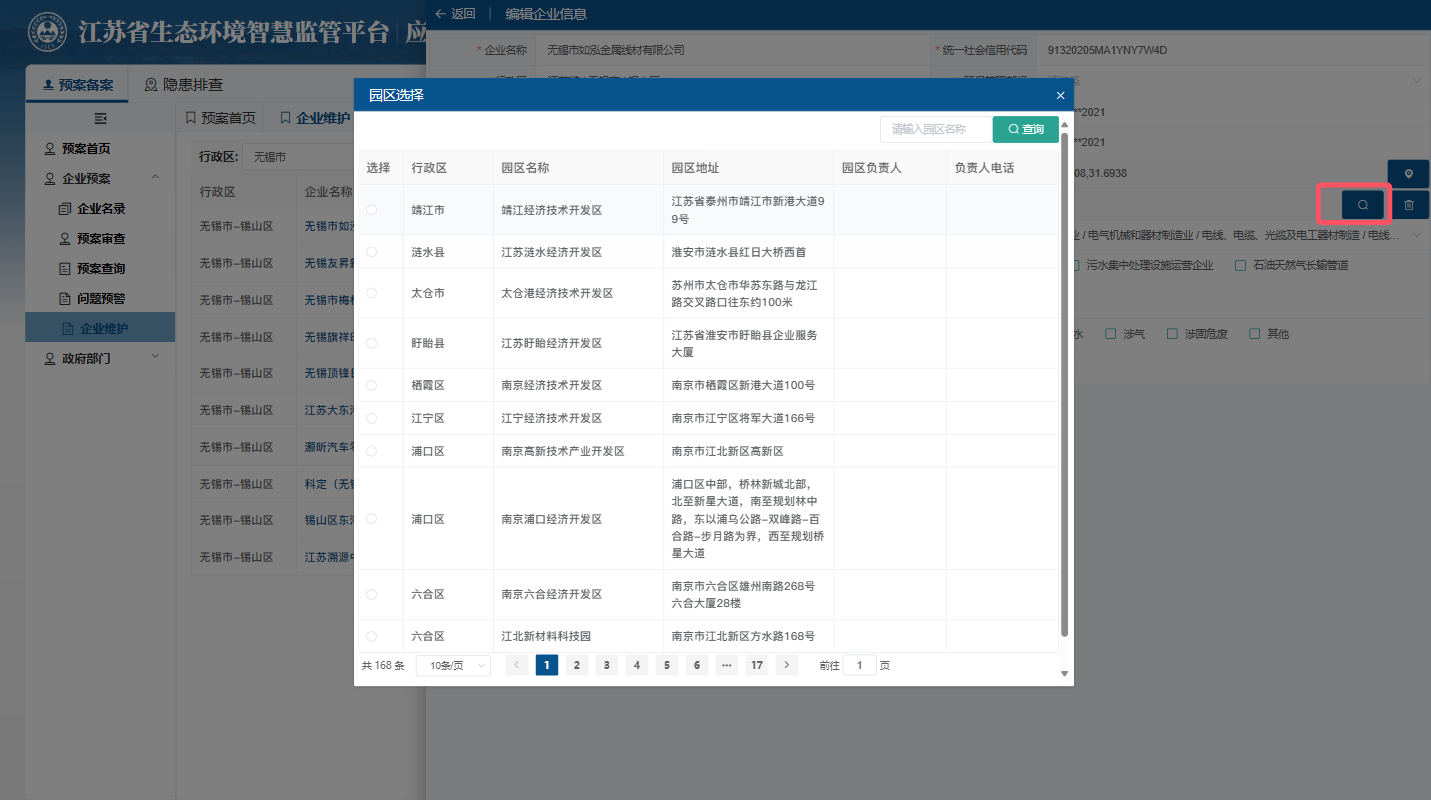 江苏省生态环境智慧监管平台 应
返回
编辑企业信息
* 企业名称
无锡市如泓金属线材有限公司
* 统一社会信用代码
91320205MA1YNY7W4D
预案备案
隐患排查
园区选择
**2021
预案首页
企业维护
请输入园区名称
查询
**2021
预案首页
行政区:
无锡市
企业预案
行政区
企业名称
08,31.6938
企业名录
预案审查
预案查询
问题预警
企业维护
政府部门
无锡市-锡山区
无锡市如
无锡市-锡山区
无锡友昇
无锡市-锡山区
无锡市梅
无锡市-锡山区
无锡旗祥
无锡市-锡山区
无锡顶锋
无锡市-锡山区
江苏大东
无锡市-锡山区
灏昕汽车零
无锡市-锡山区
科定（无锡
无锡市-锡山区
锡山区东
无锡市-锡山区
江苏溯源
选择
行政区
园区名称
园区地址
园区负责人
负责人电话
靖江市
靖江经济技术开发区
江苏省泰州市靖江市新港大道9
9号
涟水县
江苏涟水经济开发区
淮安市涟水县红日大桥西首
太仓市
太仓港经济技术开发区
苏州市太仓市华苏东路与龙江
路交叉路口往东约100米
盱眙县
江苏盱眙经济开发区
江苏省淮安市盱眙县企业服务
大厦
栖霞区
南京经济技术开发区
南京市栖霞区新港大道100号
江宁区
江宁经济技术开发区
南京市江宁区将军大道166号
浦口区
南京高新技术产业开发区
南京市江北新区高新区
浦口区
南京浦口经济开发区
浦口区中部，桥林新城北部，
北至新星大道，南至规划林中
路，东以浦乌公路-双峰路-百
合路-步月路为界，西至规划桥
星大道
六合区
南京六合经济开发区
南京市六合区雄州南路268号
六合大厦28楼
六合区
江北新材料科技园
南京市江北新区方水路168号
共 168 条
10条/页
1
2
3
4
5
6
···
17
前往
1
页
业 / 电气机械和器材制造业 / 电线、电缆、光缆及电工器材制造 / 电线...
污水集中处理设施运营企业
石油天然气长输管道
水
涉气
涉固危废
其他